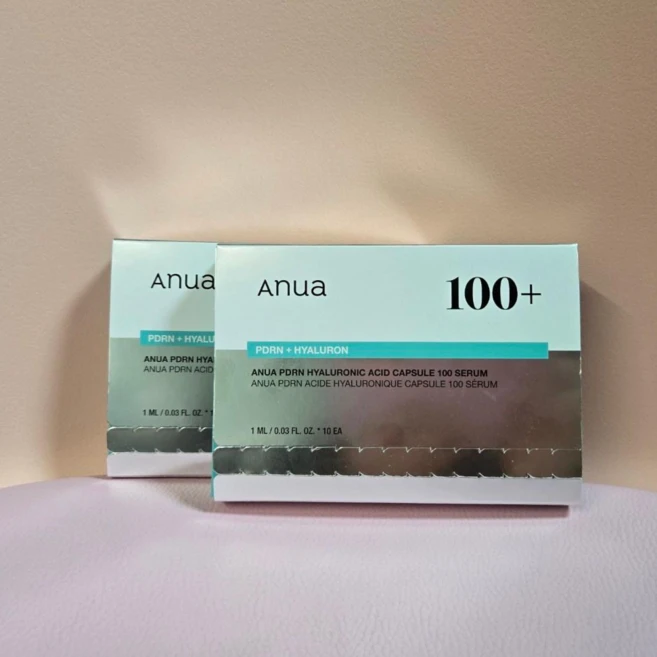 Anua
PDRN + HYALU
ANUA PDRN HYA
ANUA PDRN ACID
1 ML / 0.03 FL. OZ. * 1
Anua
100+
PDRN + HYALURON
ANUA PDRN HYALURONIC ACID CAPSULE 100 SERUM
ANUA PDRN ACIDE HYALURONIQUE CAPSULE 100 SÉRUM
1 ML / 0.03 FL. OZ. * 10 EA